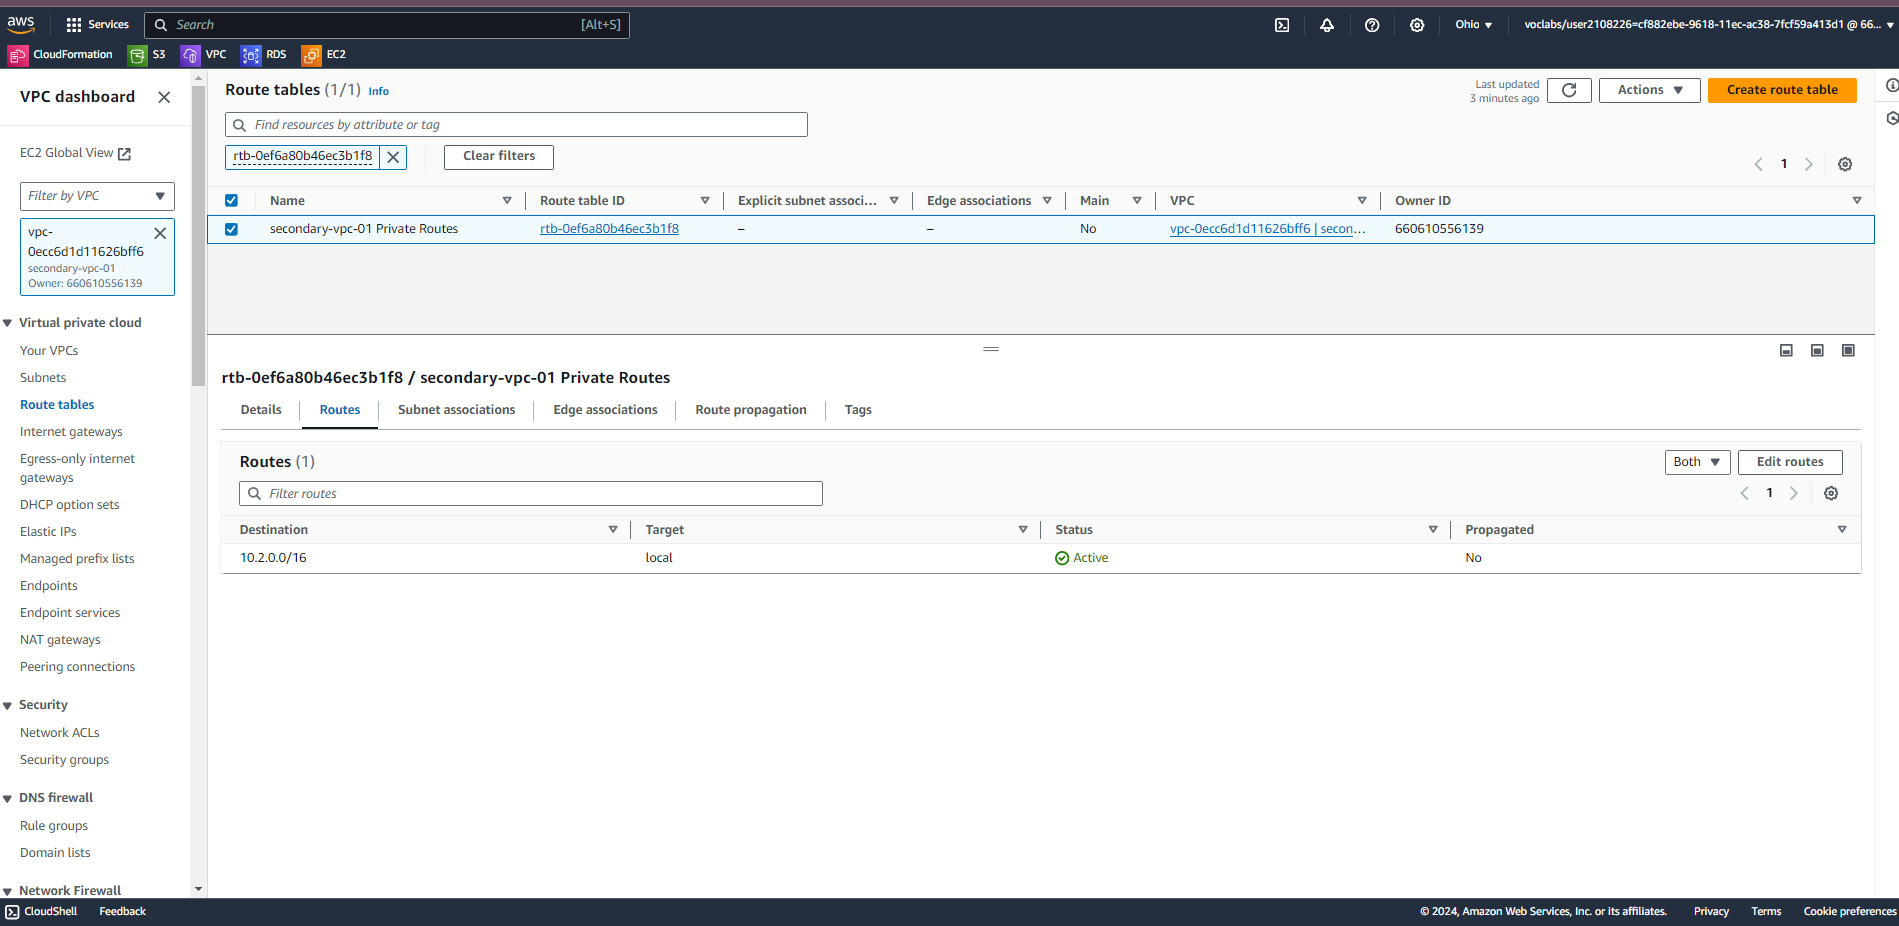 aws
Services
Search
[Alt+S]
Ohio
voclabs/user2108226=cf882ebe-9618-11ec-ac38-7fcf59a413d1 @ 66...
CloudFormation
S3
VPC
RDS
EC2
VPC dashboard
EC2 Global View
Filter by VPC
vpc-
0ecc6d1d11626bff6
secondary-vpc-01
Owner: 660610556139
Virtual private cloud
Your VPCs
Subnets
Route tables
Internet gateways
Egress-only internet
gateways
DHCP option sets
Elastic IPs
Managed prefix lists
Endpoints
Endpoint services
NAT gateways
Peering connections
Security
Network ACLs
Security groups
DNS firewall
Rule groups
Domain lists
Network Firewall
Route tables (1/1) Info
Last updated
3 minutes ago
Actions
Create route table
Find resources by attribute or tag
rtb-0ef6a80b46ec3b1f8
Clear filters
1
Name Route table ID Explicit subnet associ... Edge associations Main VPC Owner ID
secondary-vpc-01 Private Routes rtb-0ef6a80b46ec3b1f8 – – No vpc-0ecc6d1d11626bff6 | secon... 660610556139
rtb-0ef6a80b46ec3b1f8 / secondary-vpc-01 Private Routes
Details Routes Subnet associations Edge associations Route propagation Tags
Routes (1)
Both
Edit routes
Filter routes
1
Destination Target Status Propagated
10.2.0.0/16 local Active No
CloudShell Feedback
© 2024, Amazon Web Services, Inc. or its affiliates. Privacy Terms Cookie preferences